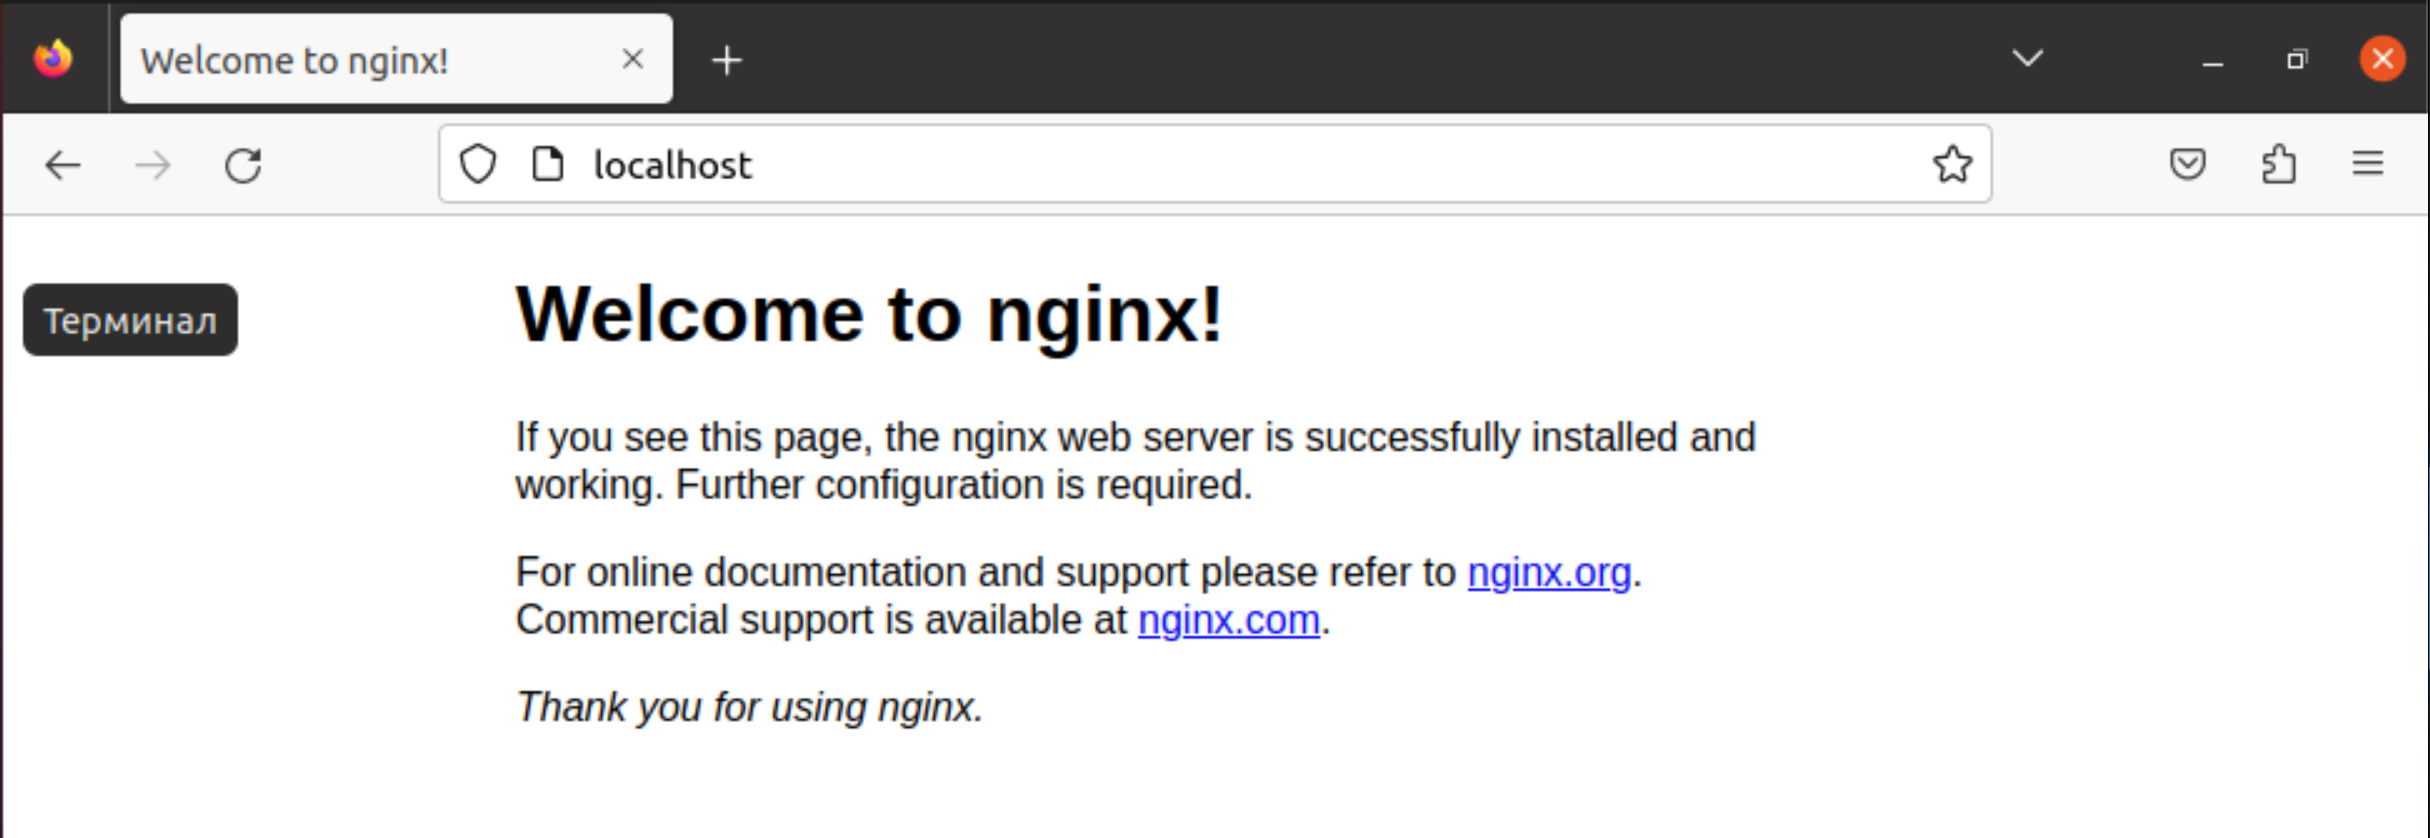 Welcome to nginx!
localhost
Терминал
Welcome to nginx!
If you see this page, the nginx web server is successfully installed and
working. Further configuration is required.
For online documentation and support please refer to nginx.org.
Commercial support is available at nginx.com.
Thank you for using nginx.